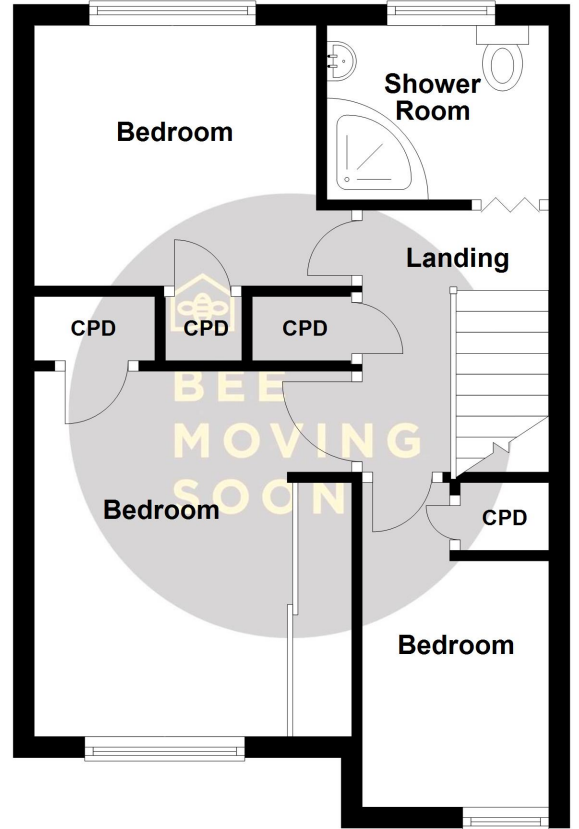 Bedroom
Shower
Room
Landing
CPD
CPD
CPD
BEE
MOVING
SOON
Bedroom
CPD
Bedroom